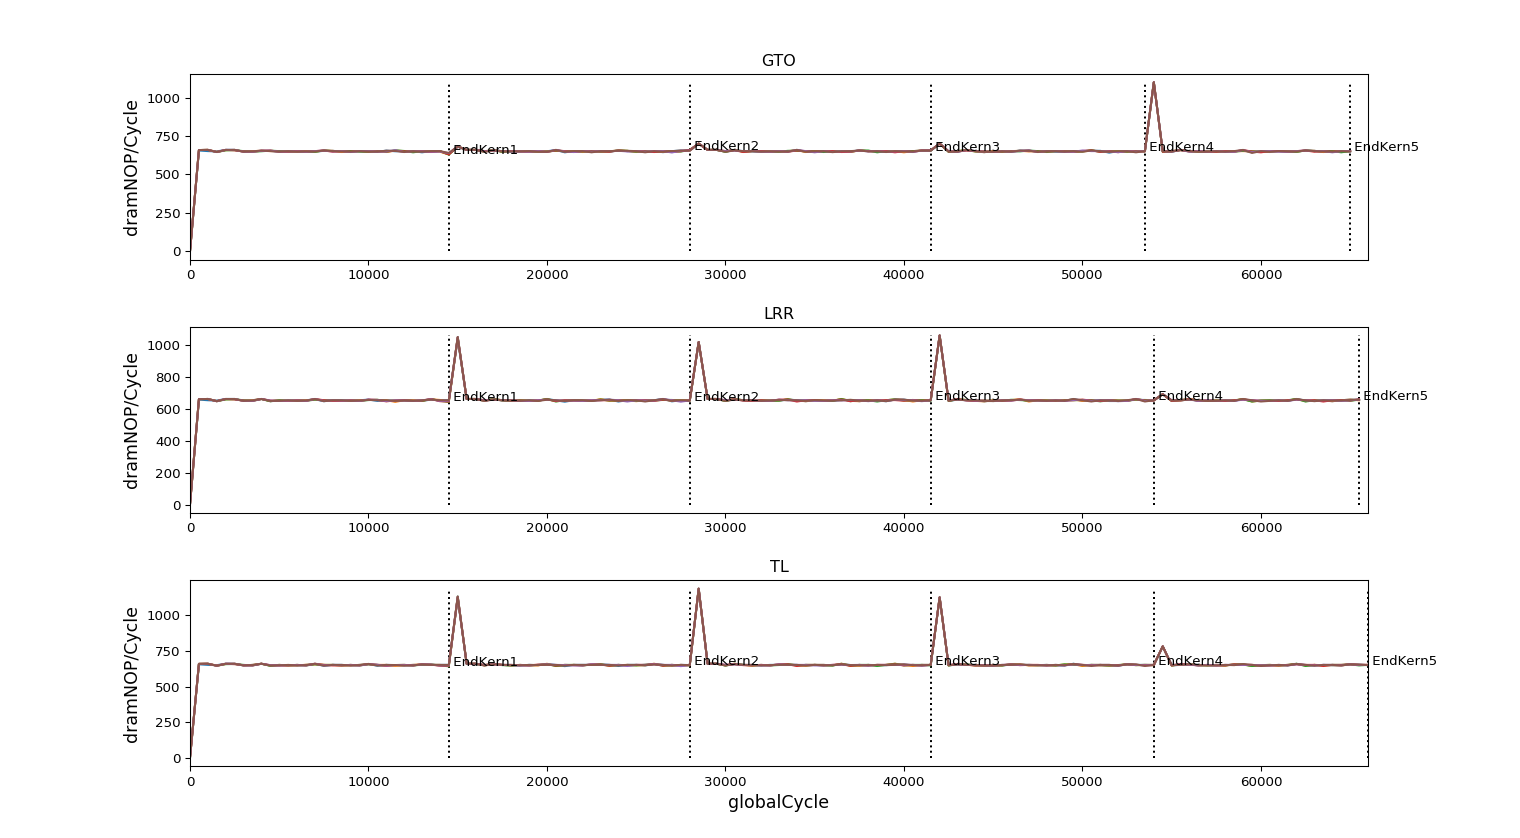 GTO
dramNOP/Cycle
1000
750
500
250
0
EndKern1
EndKern2
EndKern3
EndKern4
EndKern5
0 10000 20000 30000 40000 50000 60000
LRR
dramNOP/Cycle
1000
800
600
400
200
0
EndKern1
EndKern2
EndKern3
EndKern4
EndKern5
0 10000 20000 30000 40000 50000 60000
TL
dramNOP/Cycle
1000
750
500
250
0
EndKern1
EndKern2
EndKern3
EndKern4
EndKern5
0 10000 20000 30000 40000 50000 60000
globalCycle